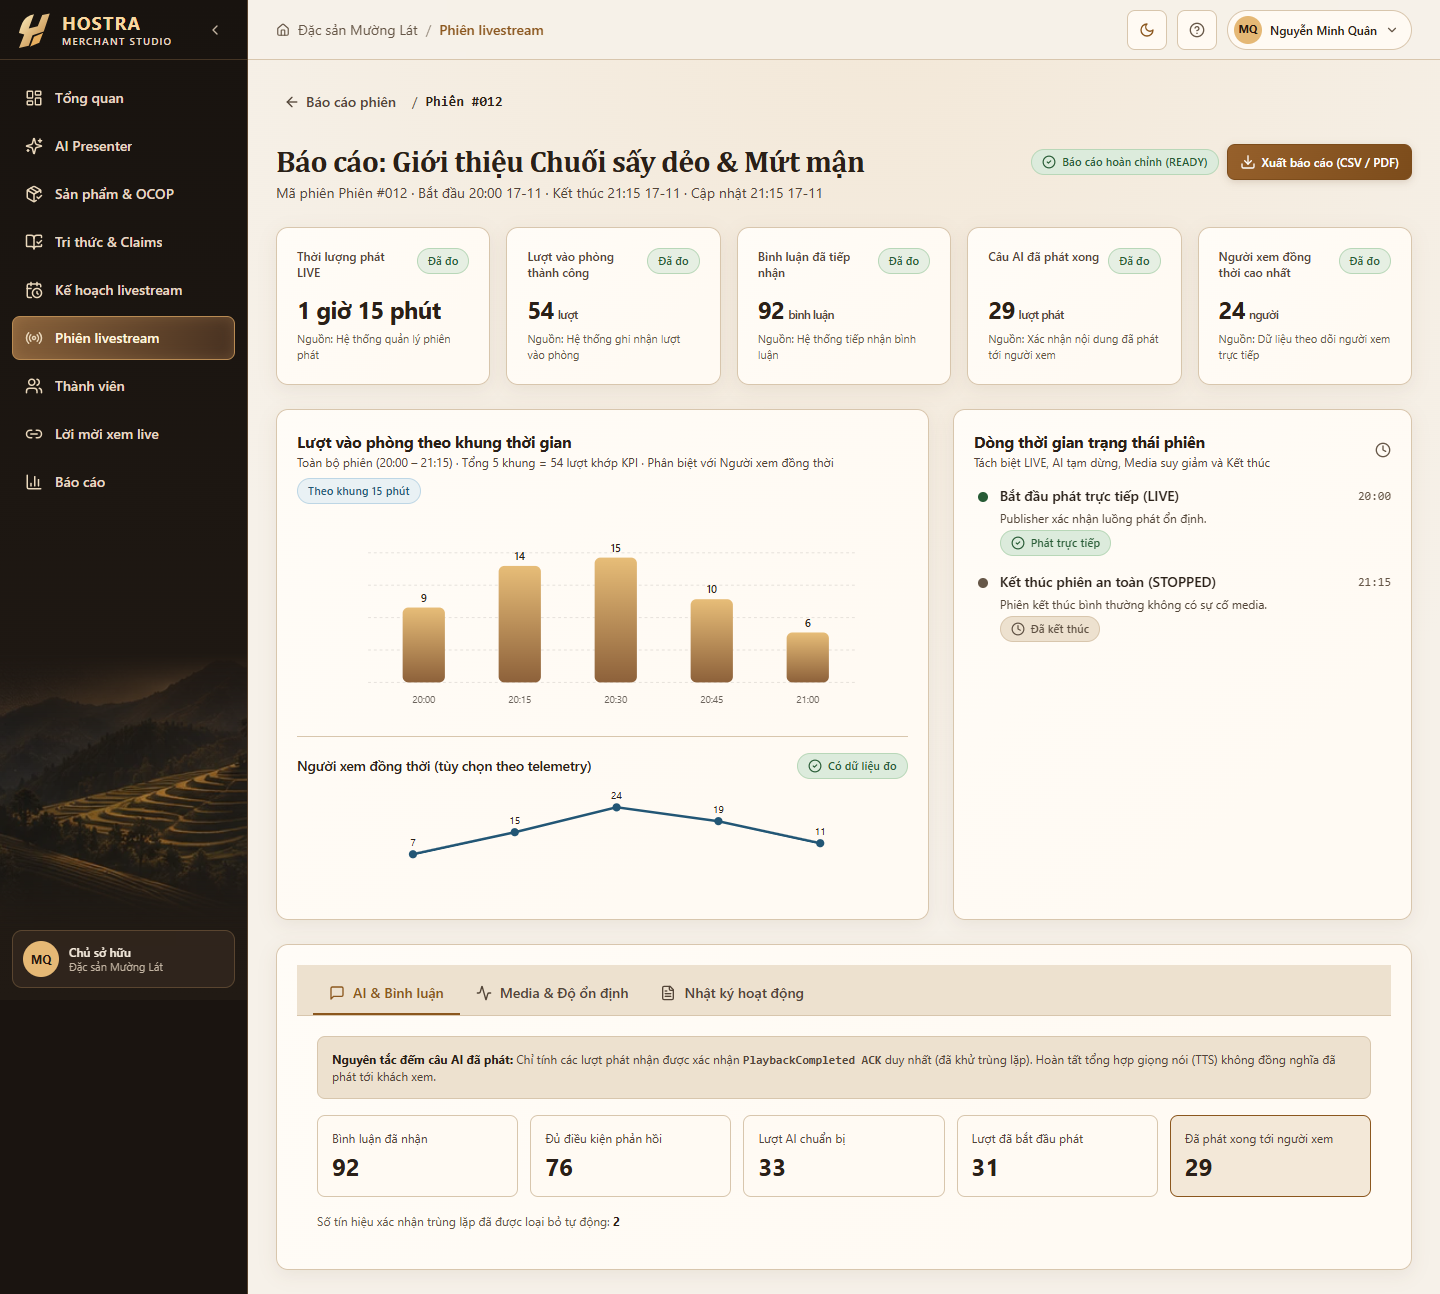 HOSTRA
MERCHANT STUDIO
Tổng quan
AI Presenter
Sản phẩm & OCOP
Tri thức & Claims
Kế hoạch livestream
Phiên livestream
Thành viên
Lời mời xem live
Báo cáo
MQ
Chủ sở hữu
Đặc sản Mường Lát
Đặc sản Mường Lát / Phiên livestream
MQ Nguyễn Minh Quân
Báo cáo phiên / Phiên #012
Báo cáo: Giới thiệu Chuối sấy dẻo & Mứt mận
Mã phiên Phiên #012 · Bắt đầu 20:00 17-11 · Kết thúc 21:15 17-11 · Cập nhật 21:15 17-11
Báo cáo hoàn chỉnh (READY)
Xuất báo cáo (CSV / PDF)
Thời lượng phát
LIVE
Đã đo
1 giờ 15 phút
Nguồn: Hệ thống quản lý phiên
phát
Lượt vào phòng
thành công
Đã đo
54 lượt
Nguồn: Hệ thống ghi nhận lượt
vào phòng
Bình luận đã tiếp
nhận
Đã đo
92 bình luận
Nguồn: Hệ thống tiếp nhận bình
luận
Câu AI đã phát xong
Đã đo
29 lượt phát
Nguồn: Xác nhận nội dung đã phát
tới người xem
Người xem đồng
thời cao nhất
Đã đo
24 người
Nguồn: Dữ liệu theo dõi người xem
trực tiếp
Lượt vào phòng theo khung thời gian
Toàn bộ phiên (20:00 – 21:15) · Tổng 5 khung = 54 lượt khớp KPI · Phân biệt với Người xem đồng thời
Theo khung 15 phút
9
14
15
10
6
20:00
20:15
20:30
20:45
21:00
Người xem đồng thời (tùy chọn theo telemetry)
Có dữ liệu đo
7
15
24
19
11
Dòng thời gian trạng thái phiên
Tách biệt LIVE, AI tạm dừng, Media suy giảm và Kết thúc
Bắt đầu phát trực tiếp (LIVE)
20:00
Publisher xác nhận luồng phát ổn định.
Phát trực tiếp
Kết thúc phiên an toàn (STOPPED)
21:15
Phiên kết thúc bình thường không có sự cố media.
Đã kết thúc
AI & Bình luận
Media & Độ ổn định
Nhật ký hoạt động
Nguyên tắc đếm câu AI đã phát: Chỉ tính các lượt phát nhận được xác nhận PlaybackCompleted ACK duy nhất (đã khử trùng lặp). Hoàn tất tổng hợp giọng nói (TTS) không đồng nghĩa đã
phát tới khách xem.
Bình luận đã nhận
92
Đủ điều kiện phản hồi
76
Lượt AI chuẩn bị
33
Lượt đã bắt đầu phát
31
Đã phát xong tới người xem
29
Số tín hiệu xác nhận trùng lặp đã được loại bỏ tự động: 2